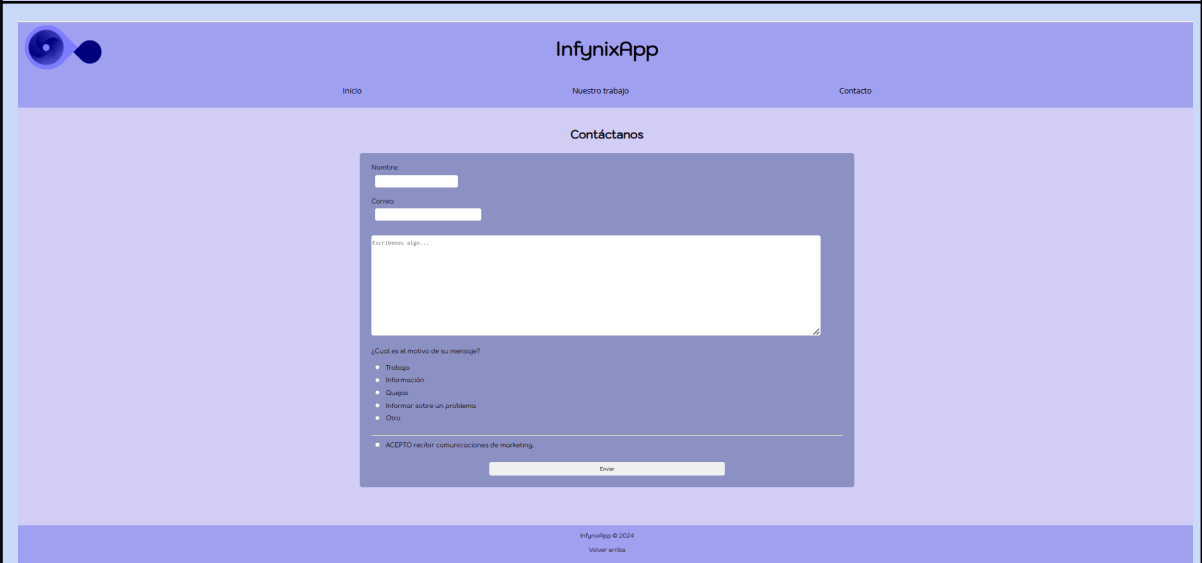 InfynixApp
Inicio
Nuestro trabajo
Contacto
Contáctanos
Nombre:
Correo:
Escribenos algo...
¿Cual es el motivo de su mensaje?
Trabajo
Información
Quejas
Informar sobre un problema
Otro
ACEPTO recibir comunicaciones de marketing.
Enviar
InfynixApp © 2024
Volver arriba